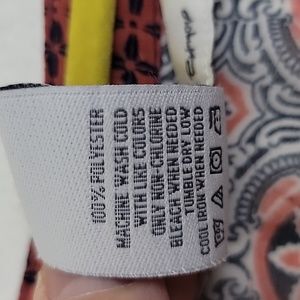 100% POLYESTER
MACHINE WASH COLD
WITH LIKE COLORS
ONLY NON-CHLORINE
BLEACH WHEN NEEDED
TUMBLE DRY LOW
COOL IRON WHEN NEEDED